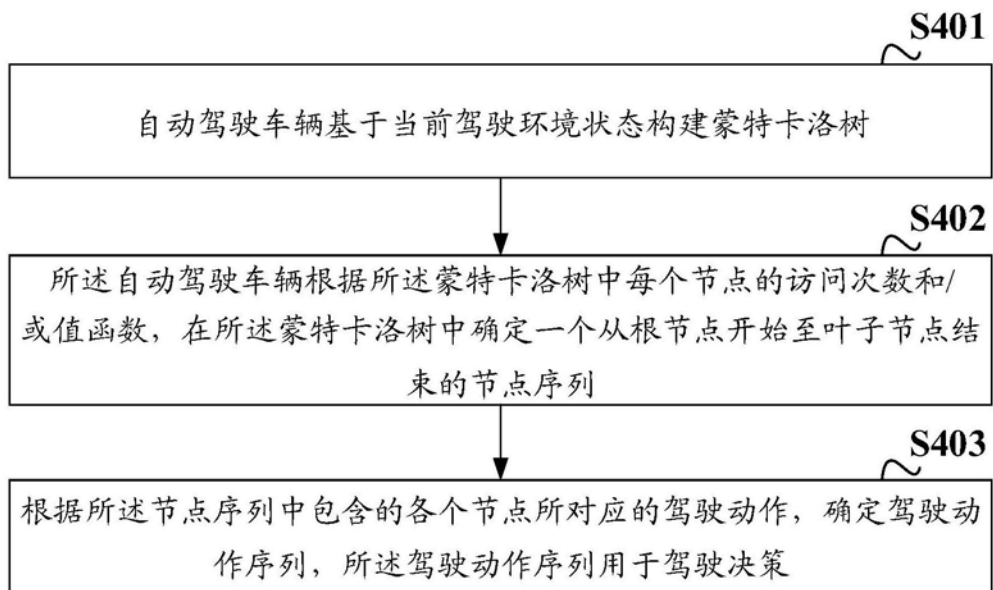 S401
自动驾驶车辆基于当前驾驶环境状态构建蒙特卡洛树
S402
所述自动驾驶车辆根据所述蒙特卡洛树中每个节点的访问次数和/
或值函数，在所述蒙特卡洛树中确定一个从根节点开始至叶子节点结
束的节点序列
S403
根据所述节点序列中包含的各个节点所对应的驾驶动作，确定驾驶动
作序列，所述驾驶动作序列用于驾驶决策